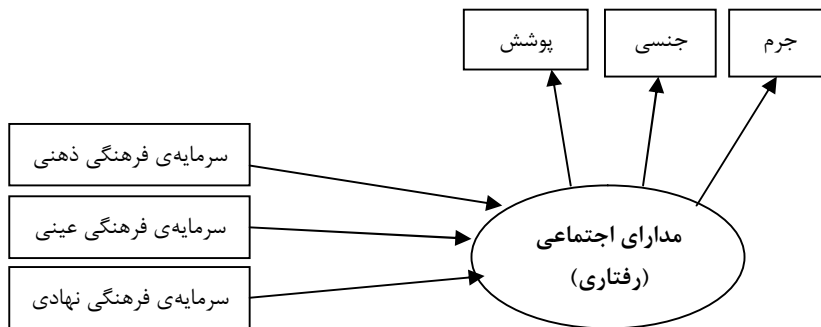 جرم
جنسی
پوشش
سرمایه‌ی فرهنگی ذهنی
سرمایه‌ی فرهنگی عینی
سرمایه‌ی فرهنگی نهادی
مدارای اجتماعی
(رفتاری)